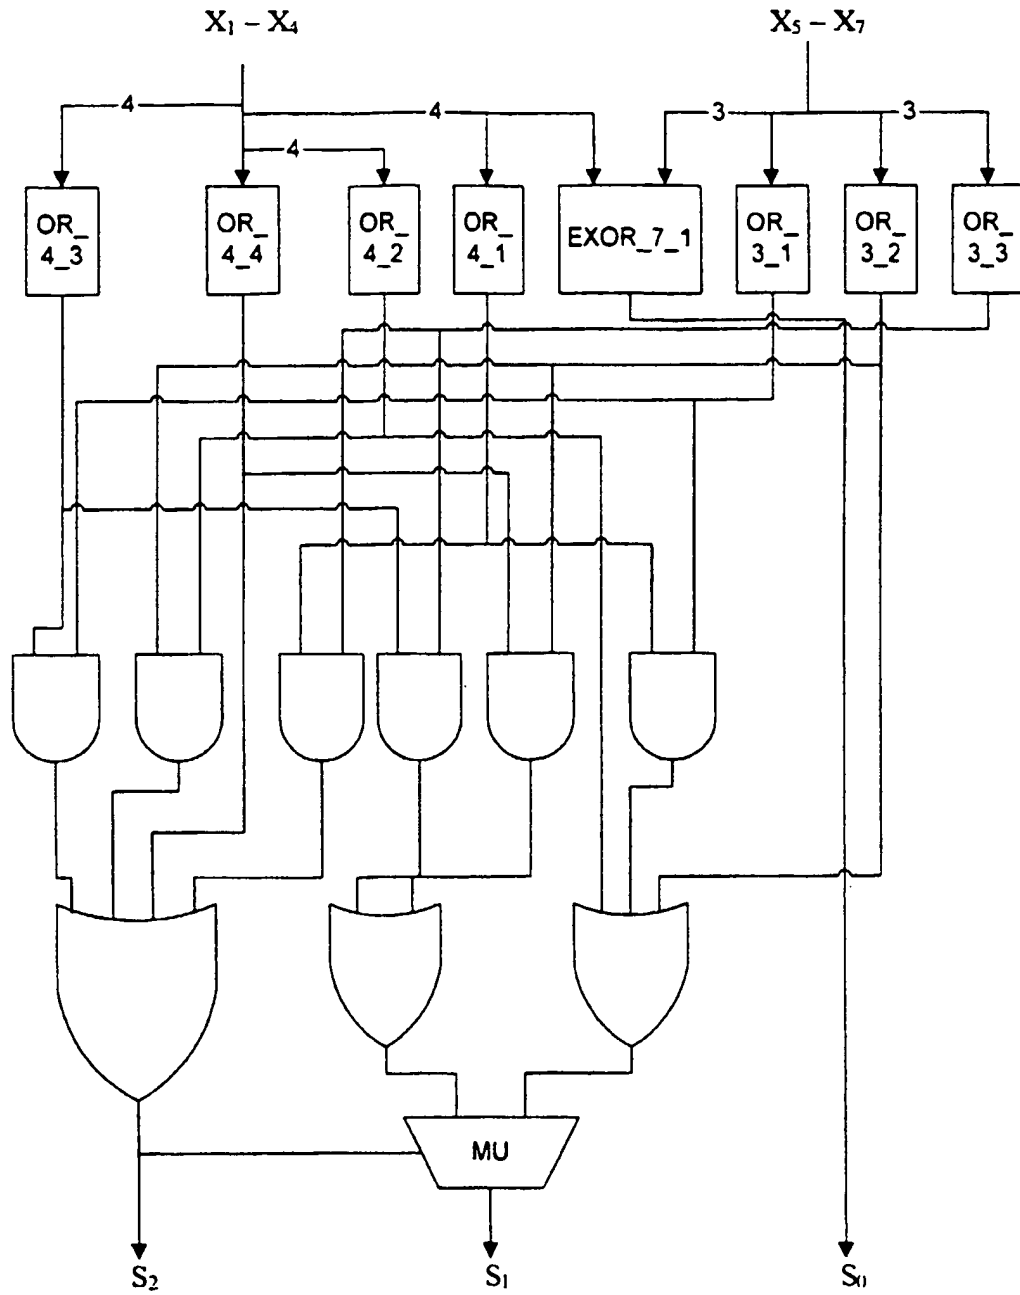 X₁ – X₄
X₅ – X₇
4
4
3
3
4
OR_
4_3
OR_
4_4
OR_
4_2
OR_
4_1
EXOR_7_1
OR_
3_1
OR_
3_2
OR_
3_3
MU
S₂
S₁
S₀